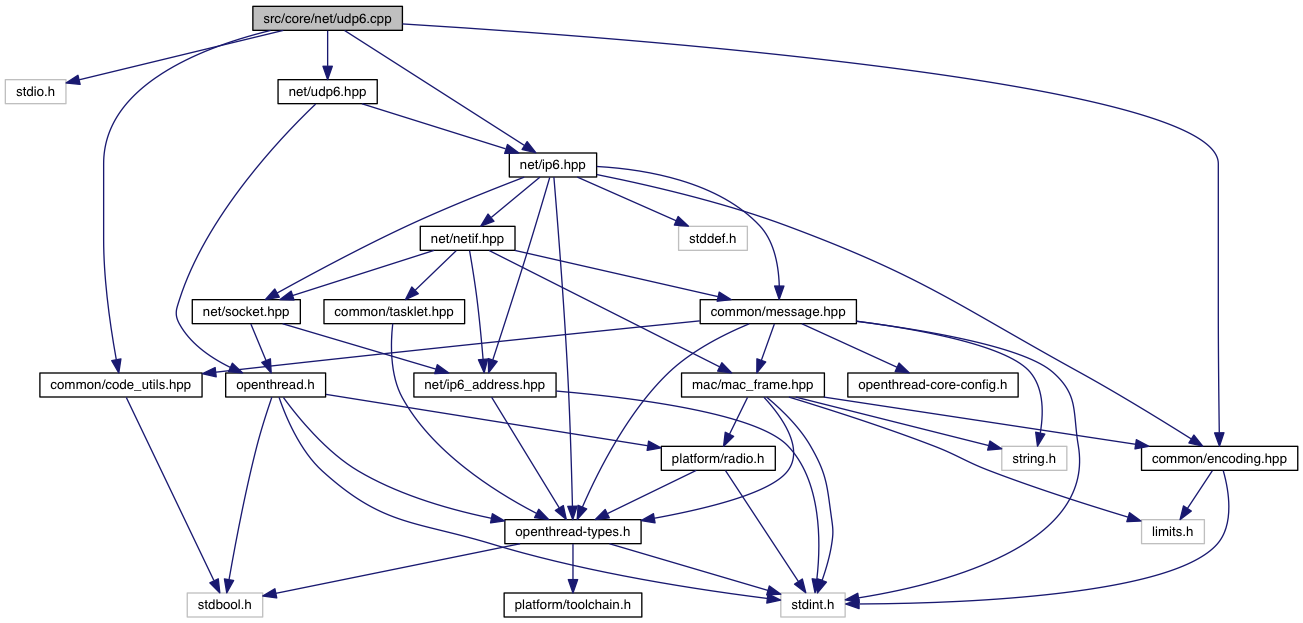 src/core/net/udp6.cpp
stdio.h
net/udp6.hpp
net/ip6.hpp
net/netif.hpp
stddef.h
net/socket.hpp
common/tasklet.hpp
common/message.hpp
common/code_utils.hpp
openthread.h
net/ip6_address.hpp
mac/mac_frame.hpp
openthread-core-config.h
platform/radio.h
string.h
common/encoding.hpp
openthread-types.h
limits.h
stdbool.h
platform/toolchain.h
stdint.h